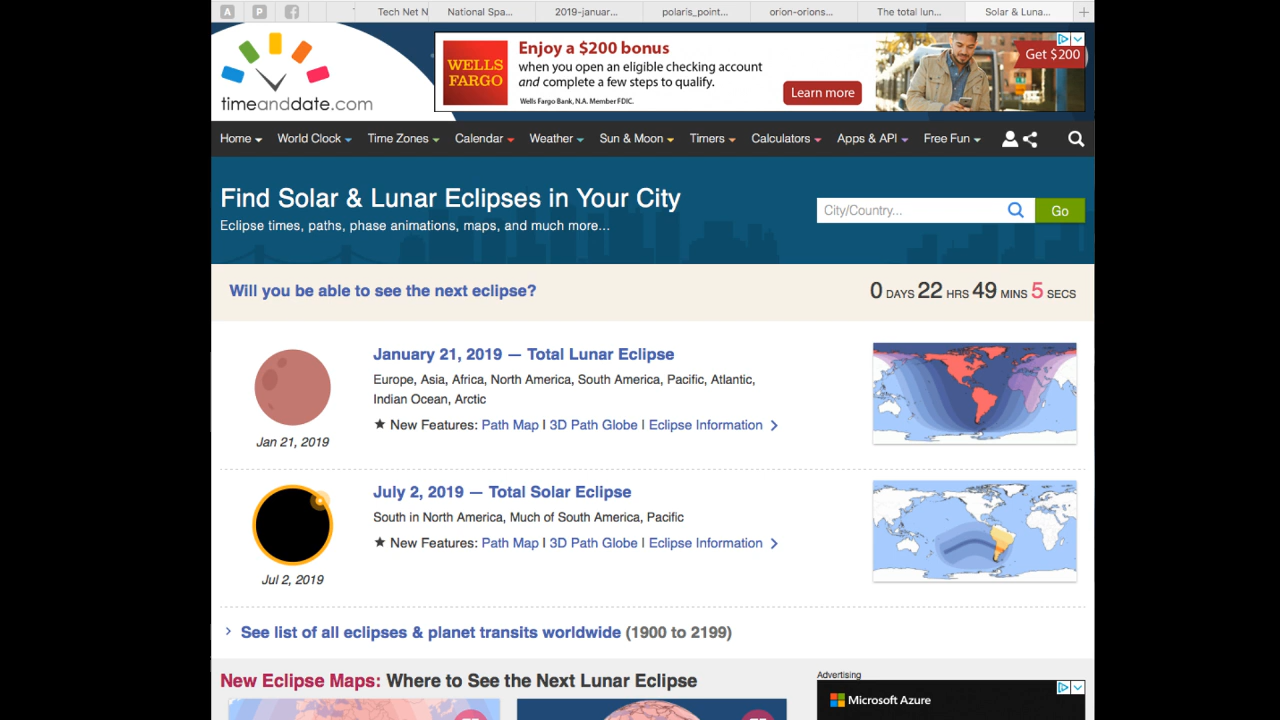 Tech Net N
National Spa...
2019-januar...
polaris_point...
orion-orions...
The total lun...
Solar & Luna...
timeanddate.com
WELLS FARGO
Enjoy a $200 bonus
when you open an eligible checking account
and complete a few steps to qualify.
Wells Fargo Bank, N.A. Member FDIC.
Learn more
Get $200
Home
World Clock
Time Zones
Calendar
Weather
Sun & Moon
Timers
Calculators
Apps & API
Free Fun
Find Solar & Lunar Eclipses in Your City
Eclipse times, paths, phase animations, maps, and much more...
City/Country...
Go
Will you be able to see the next eclipse?
0 DAYS 22 HRS 49 MINS 5 SECS
January 21, 2019 — Total Lunar Eclipse
Europe, Asia, Africa, North America, South America, Pacific, Atlantic,
Indian Ocean, Arctic
★ New Features: Path Map | 3D Path Globe | Eclipse Information
Jan 21, 2019
July 2, 2019 — Total Solar Eclipse
South in North America, Much of South America, Pacific
★ New Features: Path Map | 3D Path Globe | Eclipse Information
Jul 2, 2019
See list of all eclipses & planet transits worldwide (1900 to 2199)
New Eclipse Maps: Where to See the Next Lunar Eclipse
Advertising
Microsoft Azure